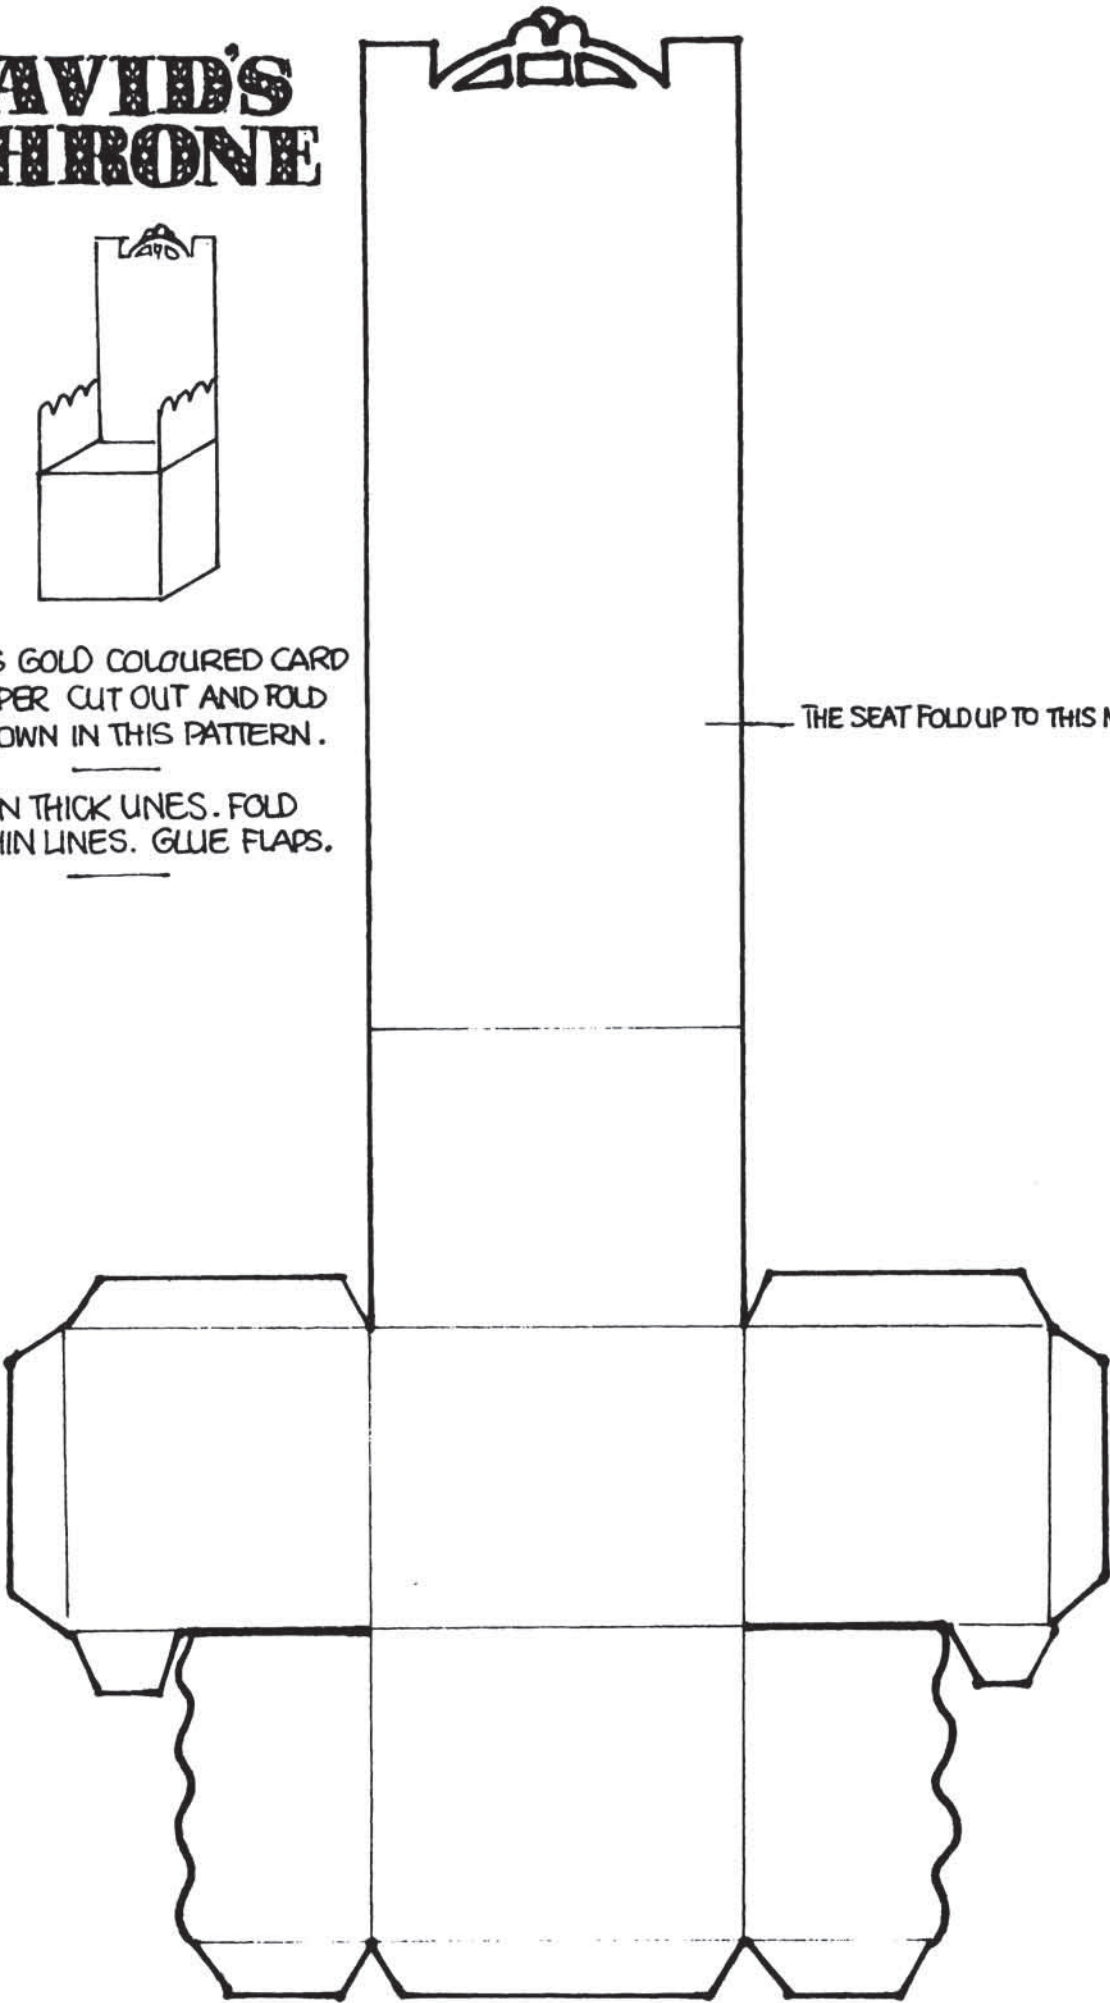 AVID'S
HRONE
S GOLD COLOURED CARD
PER CUT OUT AND FOLD
OWN IN THIS PATTERN.
N THICK LINES. FOLD
HIN LINES. GLUE FLAPS.
THE SEAT FOLD UP TO THIS